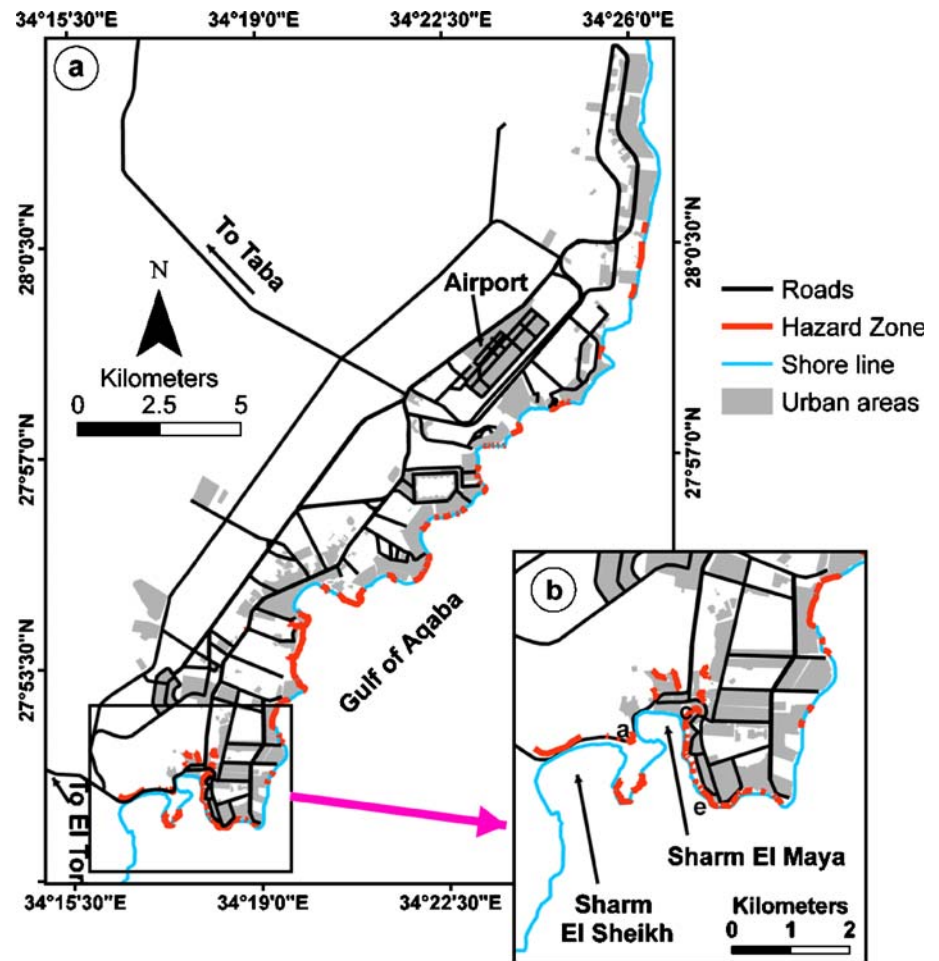 34°15'30"E 34°19'0"E 34°22'30"E 34°26'0"E
a
28°0'30"N
27°57'0"N
27°53'30"N
To Taba
N
Airport
Kilometers
0 2.5 5
28°0'30"N
27°57'0"N
Roads
Hazard Zone
Shore line
Urban areas
Gulf of Aqaba
To El Tor
34°15'30"E 34°19'0"E 34°22'30"E
b
a
c
e
Sharm El Maya
Sharm
El Sheikh
Kilometers
0 1 2